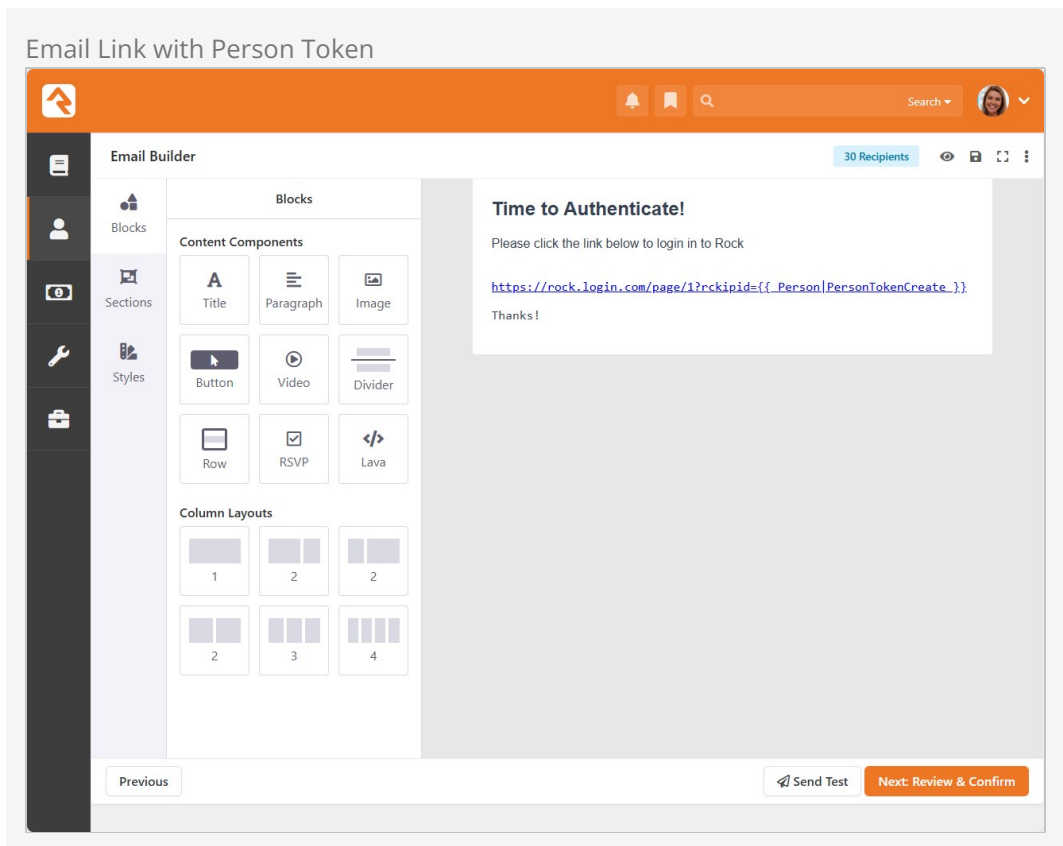 Email Link with Person Token
Search
Email Builder
30 Recipients
Blocks
Sections
Styles
Blocks
Content Components
A
Title
Paragraph
Image
Button
Video
Divider
Row
RSVP
</>
Lava
Column Layouts
1
2
2
2
3
4
Time to Authenticate!
Please click the link below to login in to Rock
https://rock.login.com/page/1?rckipid={{ Person|PersonTokenCreate }}
Thanks!
Previous
Send Test
Next: Review & Confirm